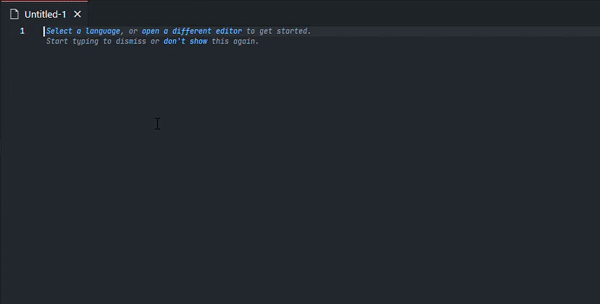 Untitled-1
1 Select a language, or open a different editor to get started.
Start typing to dismiss or don't show this again.